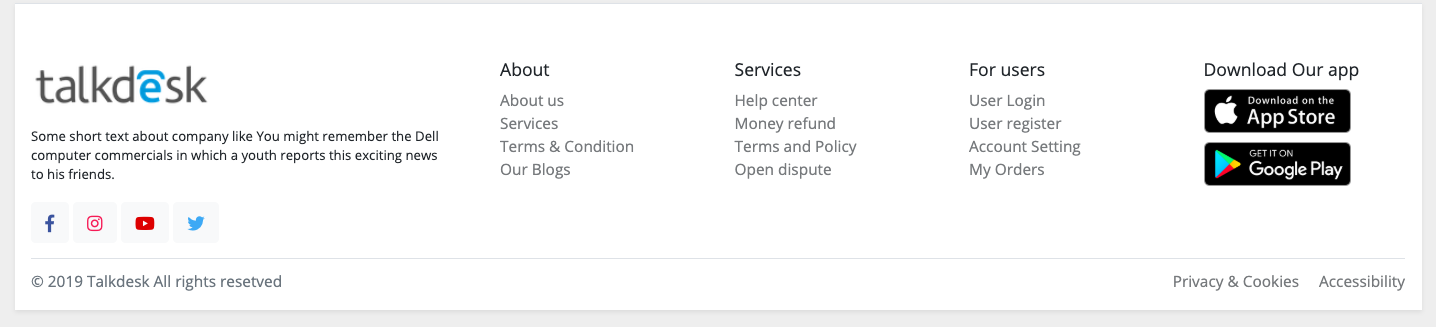 talkdesk
Some short text about company like You might remember the Dell
computer commercials in which a youth reports this exciting news
to his friends.
About
About us
Services
Terms & Condition
Our Blogs
Services
Help center
Money refund
Terms and Policy
Open dispute
For users
User Login
User register
Account Setting
My Orders
Download Our app
Download on the
App Store
GET IT ON
Google Play
© 2019 Talkdesk All rights resetved
Privacy & Cookies
Accessibility